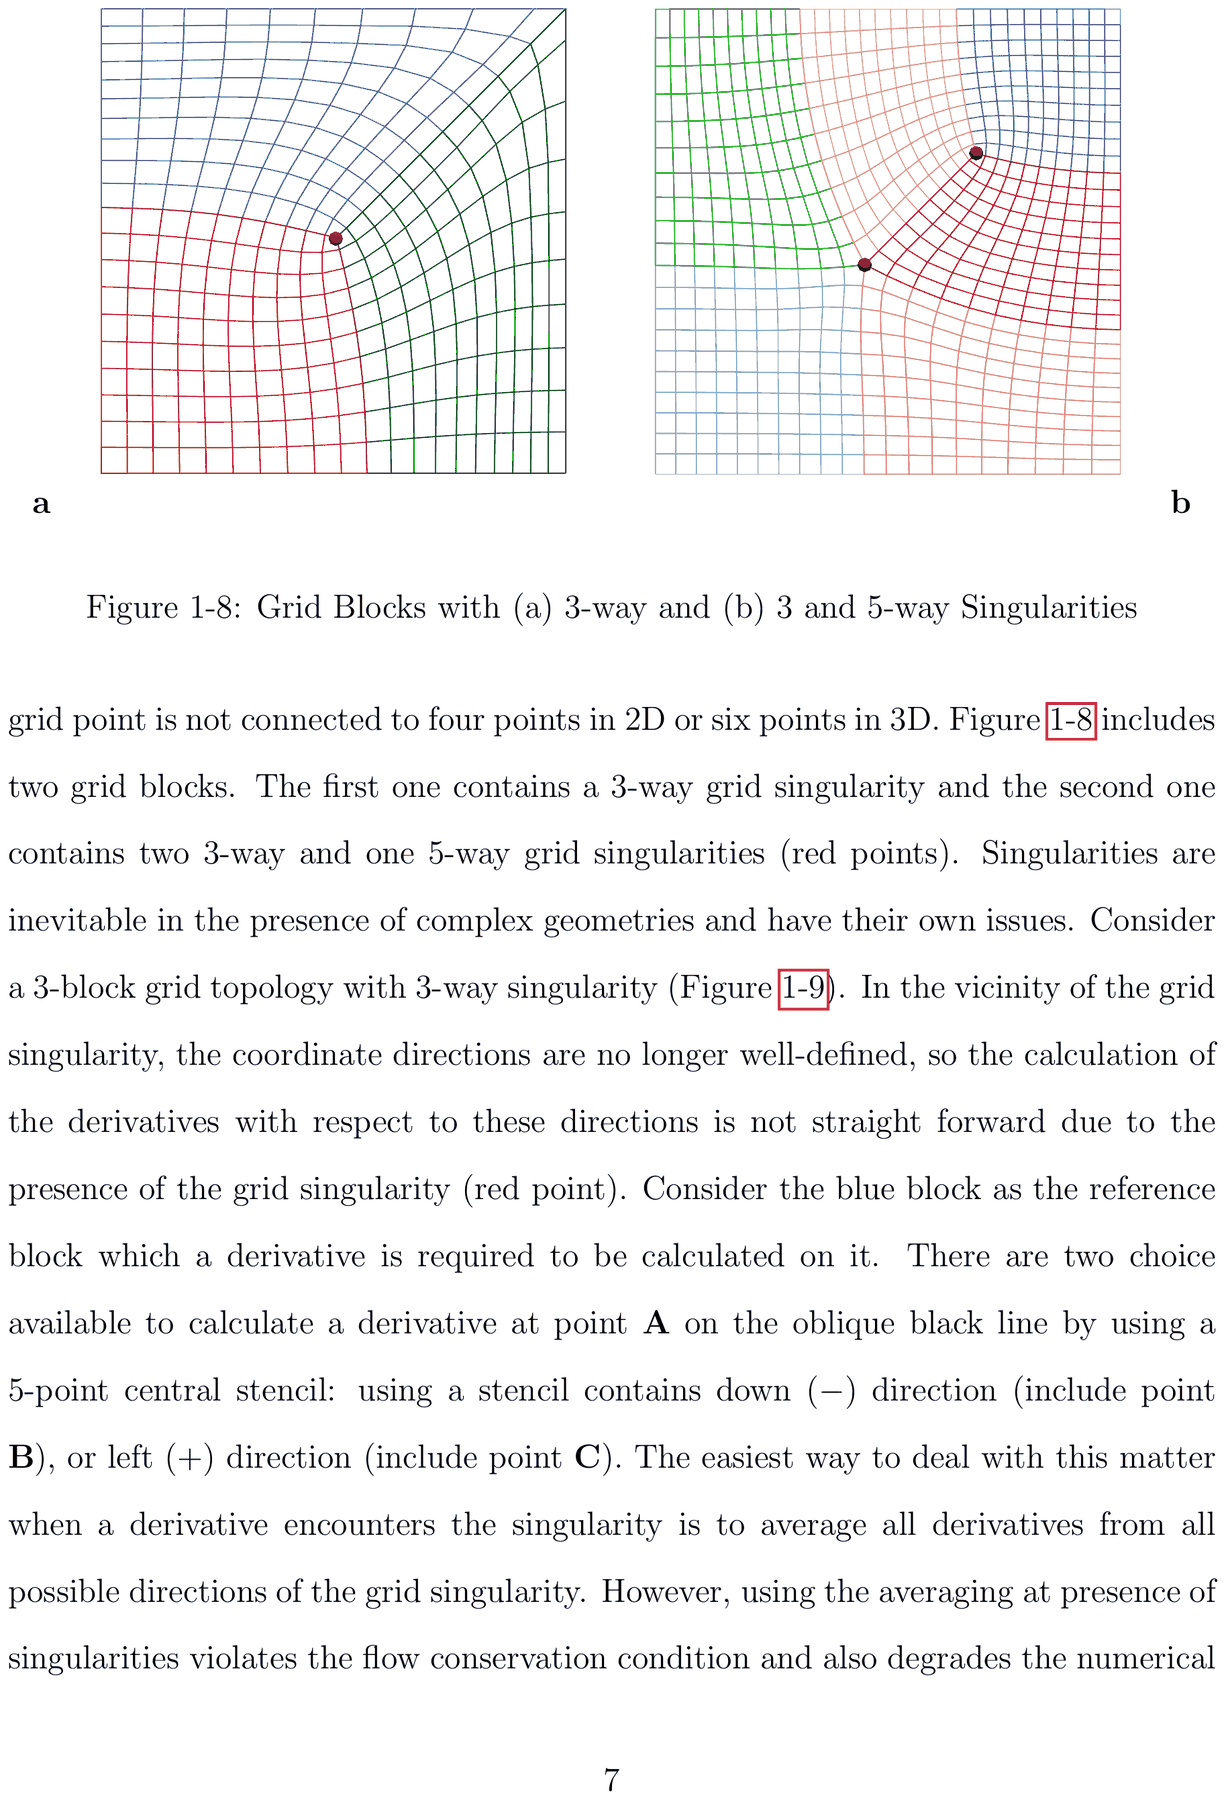 a
b
Figure 1-8: Grid Blocks with (a) 3-way and (b) 3 and 5-way Singularities
grid point is not connected to four points in 2D or six points in 3D. Figure 1-8 includes
two grid blocks. The first one contains a 3-way grid singularity and the second one
contains two 3-way and one 5-way grid singularities (red points). Singularities are
inevitable in the presence of complex geometries and have their own issues. Consider
a 3-block grid topology with 3-way singularity (Figure 1-9). In the vicinity of the grid
singularity, the coordinate directions are no longer well-defined, so the calculation of
the derivatives with respect to these directions is not straight forward due to the
presence of the grid singularity (red point). Consider the blue block as the reference
block which a derivative is required to be calculated on it. There are two choice
available to calculate a derivative at point A on the oblique black line by using a
5-point central stencil: using a stencil contains down (−) direction (include point
B), or left (+) direction (include point C). The easiest way to deal with this matter
when a derivative encounters the singularity is to average all derivatives from all
possible directions of the grid singularity. However, using the averaging at presence of
singularities violates the flow conservation condition and also degrades the numerical
7